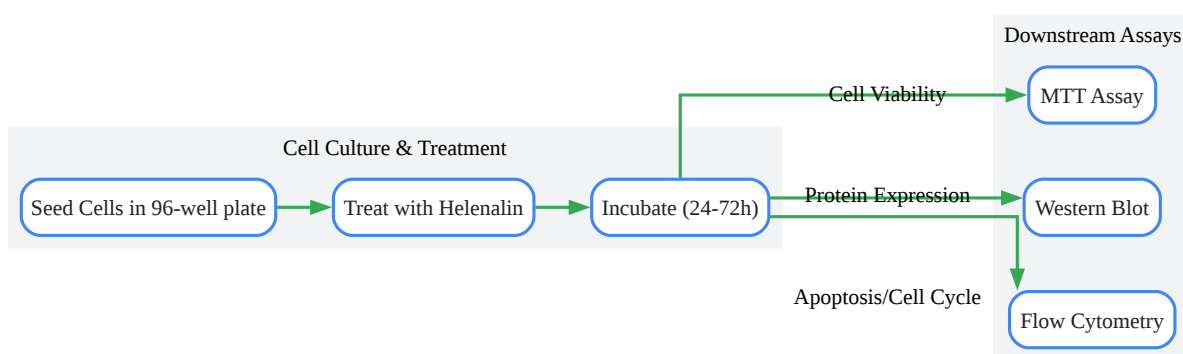 Downstream Assays
Cell Viability
MTT Assay
Cell Culture & Treatment
Seed Cells in 96-well plate
Treat with Helenalin
Incubate (24-72h)
Protein Expression
Western Blot
Apoptosis/Cell Cycle
Flow Cytometry